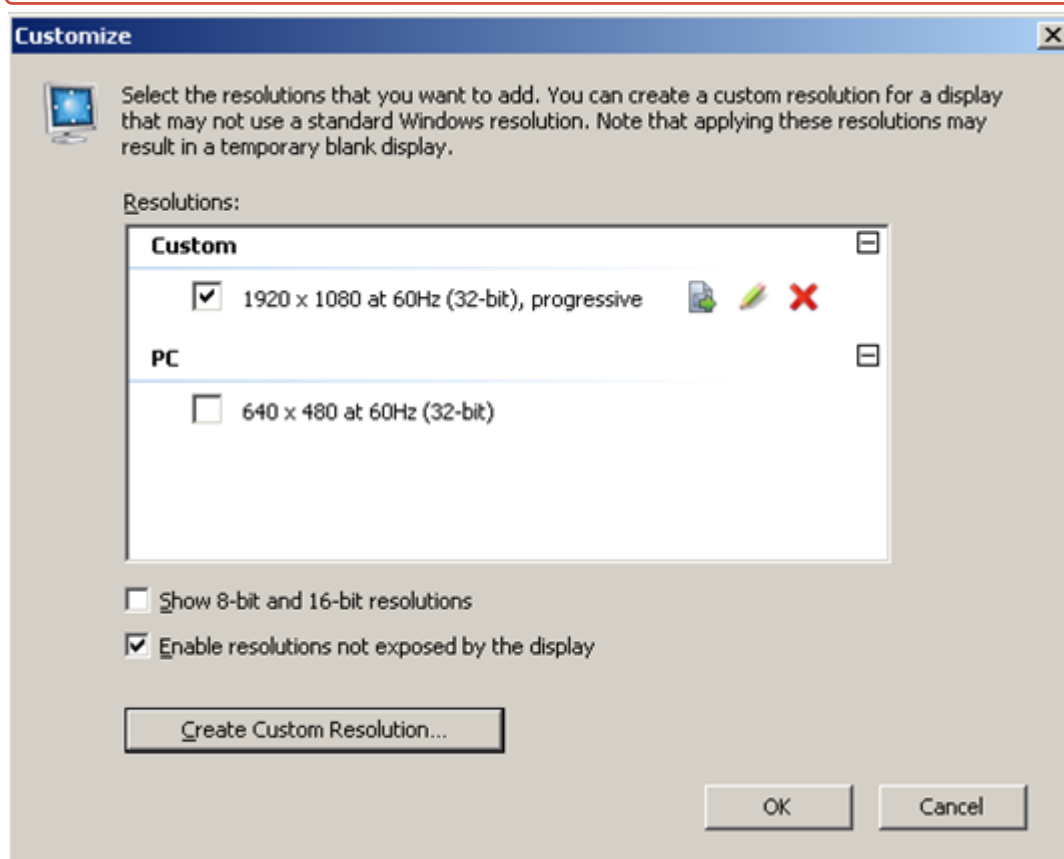 Customize
Select the resolutions that you want to add. You can create a custom resolution for a display
that may not use a standard Windows resolution. Note that applying these resolutions may
result in a temporary blank display.
Resolutions:
Custom
1920 x 1080 at 60Hz (32-bit), progressive
PC
640 x 480 at 60Hz (32-bit)
Show 8-bit and 16-bit resolutions
Enable resolutions not exposed by the display
Create Custom Resolution...
OK Cancel